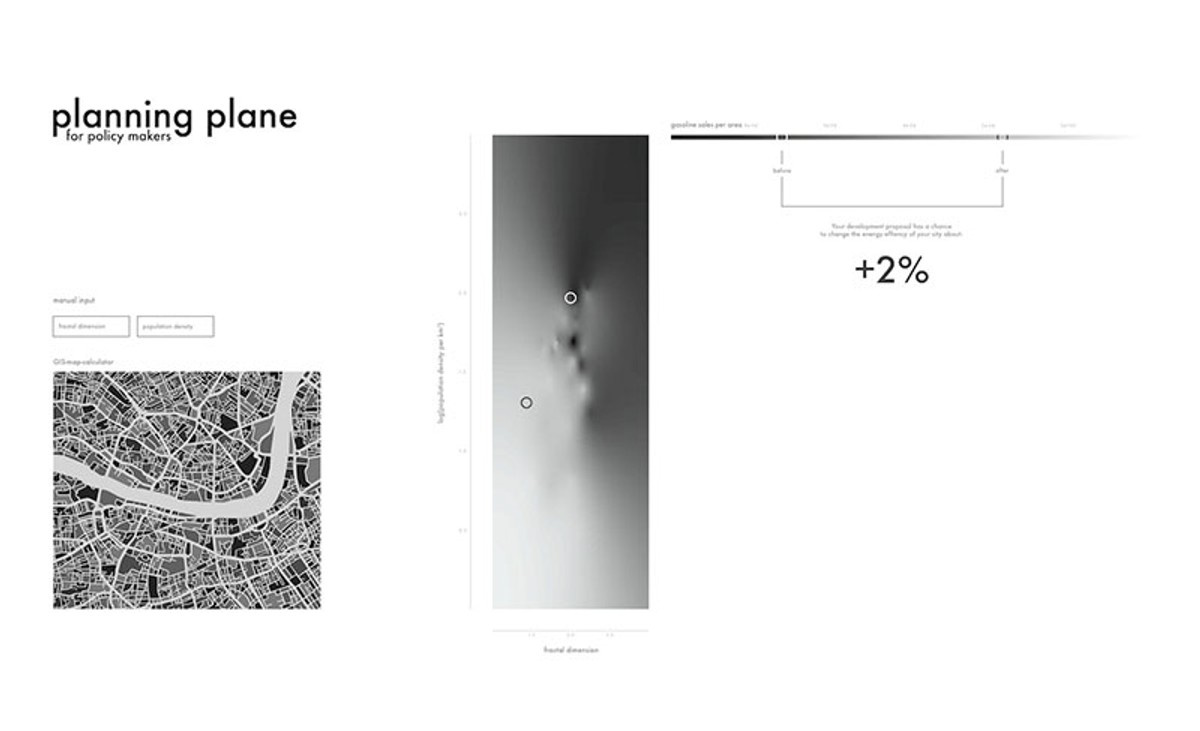 planning plane
for policy makers
manual input
fractal dimension
population density
GIS-map-calculator
log(population density per km²)
fractal dimension
gasoline sales per area
before
after
Your development proposal has a chance
to change the energy effiency of your city about:
+2%